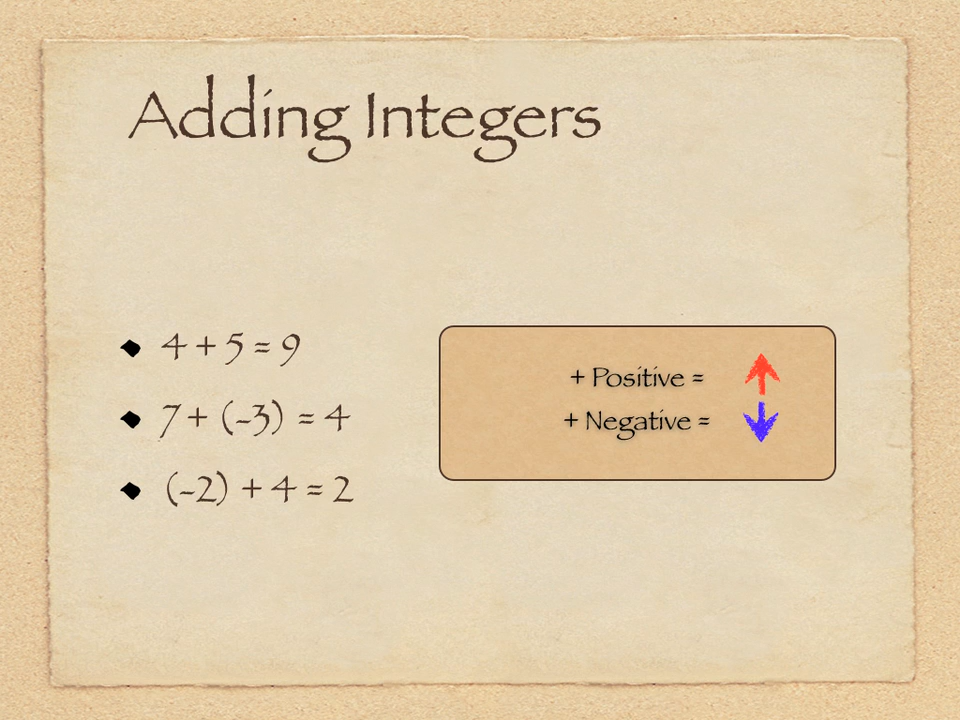 Adding Integers
4 + 5 = 9
7 + (-3) = 4
(-2) + 4 = 2
+ Positive =
+ Negative =